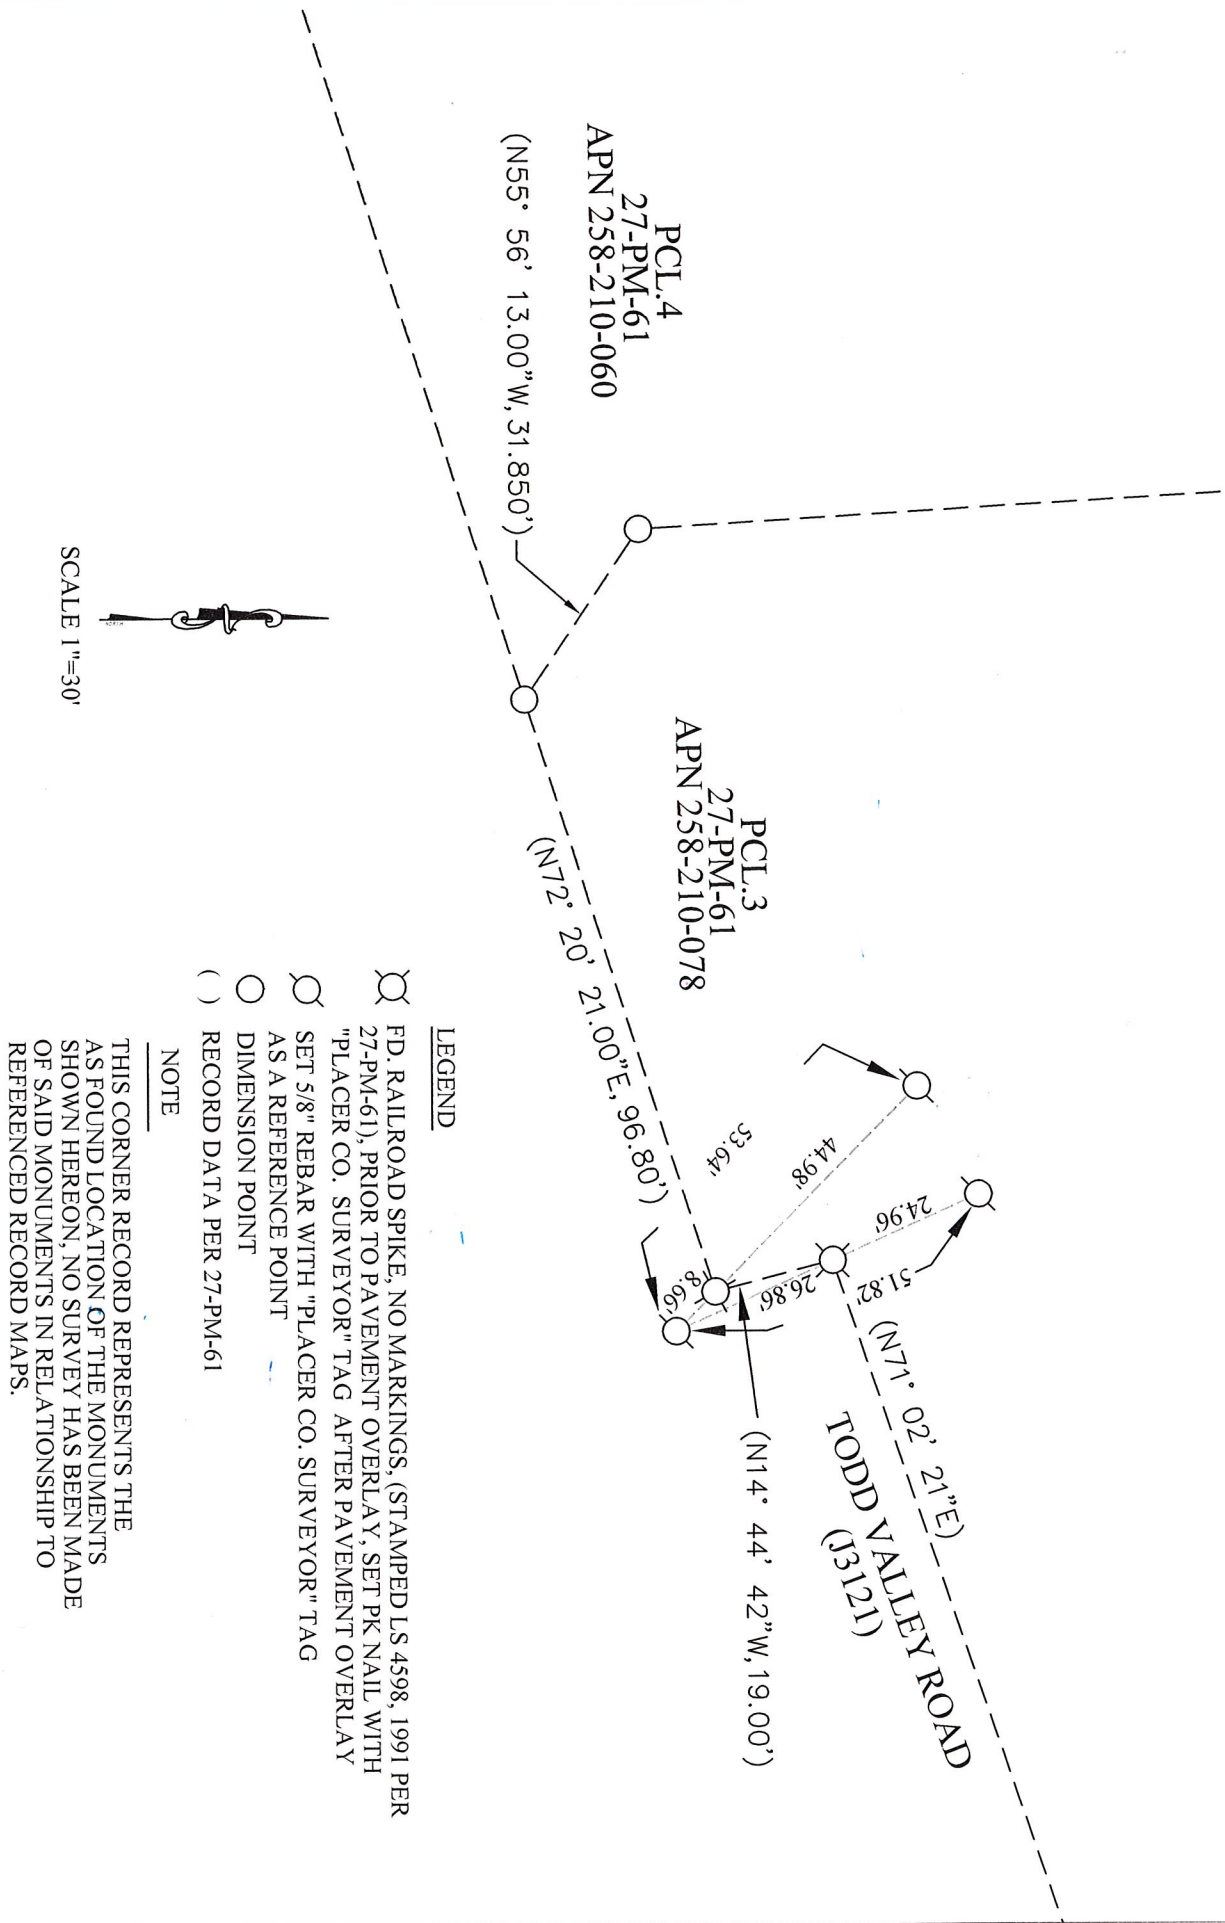 PCL.4
27-PM-61
APN 258-210-060
(N55° 56' 13.00"W, 31.850')
PCL.3
27-PM-61
APN 258-210-078
(N72° 20' 21.00"E, 96.80')
53.64'
44.98'
24.96'
51.82'
26.86'
8.66'
(N71° 02' 21"E)
TODD VALLEY ROAD
(J3121)
(N14° 44' 42"W, 19.00')
NORTH
SCALE 1"=30'
LEGEND
FD. RAILROAD SPIKE, NO MARKINGS, (STAMPED LS 4598, 1991 PER
27-PM-61), PRIOR TO PAVEMENT OVERLAY, SET PK NAIL WITH
"PLACER CO. SURVEYOR" TAG AFTER PAVEMENT OVERLAY
SET 5/8" REBAR WITH "PLACER CO. SURVEYOR" TAG
AS A REFERENCE POINT
DIMENSION POINT
( ) RECORD DATA PER 27-PM-61
NOTE
THIS CORNER RECORD REPRESENTS THE
AS FOUND LOCATION OF THE MONUMENTS
SHOWN HEREON, NO SURVEY HAS BEEN MADE
OF SAID MONUMENTS IN RELATIONSHIP TO
REFERENCED RECORD MAPS.